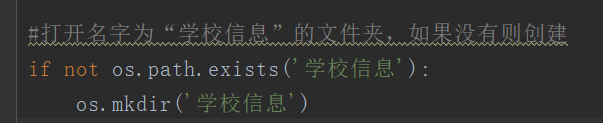 #打开名字为“学校信息”的文件夹，如果没有则创建
if not os.path.exists('学校信息'):
    os.mkdir('学校信息')